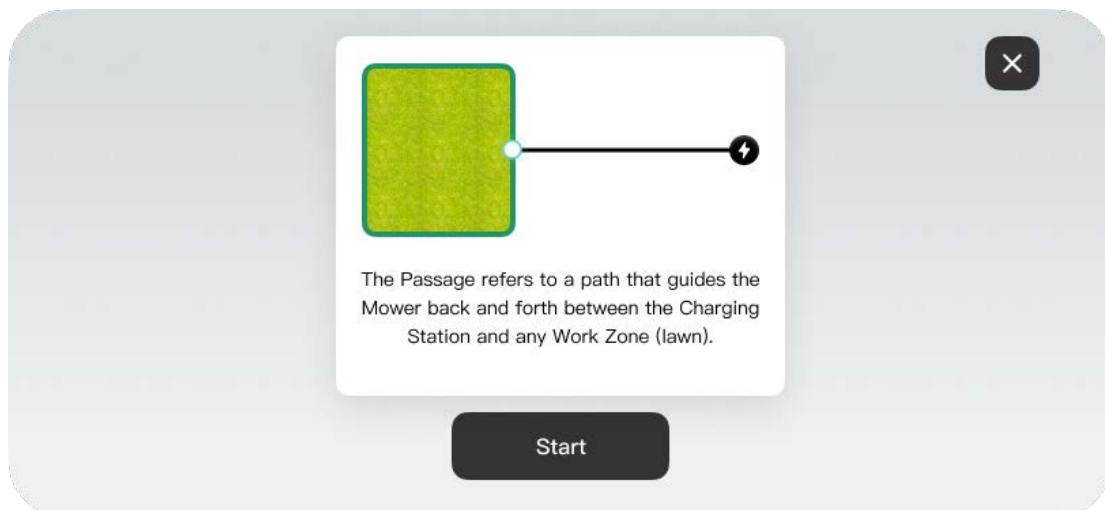 The Passage refers to a path that guides the
Mower back and forth between the Charging
Station and any Work Zone (lawn).
Start